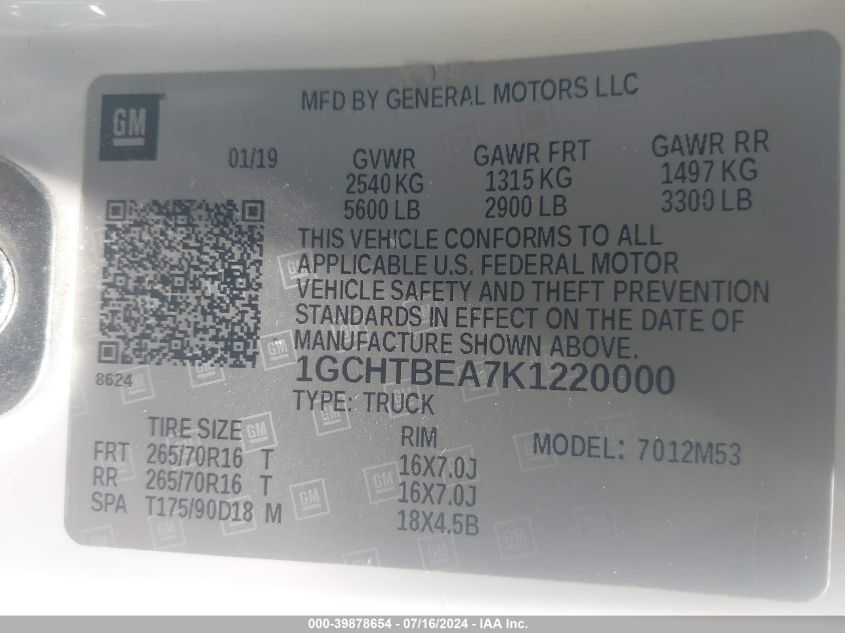 MFD BY GENERAL MOTORS LLC
GM
01/19 GVWR GAWR FRT GAWR RR
2540 KG 1315 KG 1497 KG
5600 LB 2900 LB 3300 LB
THIS VEHICLE CONFORMS TO ALL
APPLICABLE U.S. FEDERAL MOTOR
VEHICLE SAFETY AND THEFT PREVENTION
STANDARDS IN EFFECT ON THE DATE OF
MANUFACTURE SHOWN ABOVE.
8624
1GCHTBEA7K1220000
TYPE: TRUCK
TIRE SIZE RIM MODEL: 7012M53
FRT 265/70R16 T 16X7.0J
RR 265/70R16 T 16X7.0J
SPA T175/90D18 M 18X4.5B
000-39878654 - 07/16/2024 - IAA Inc.